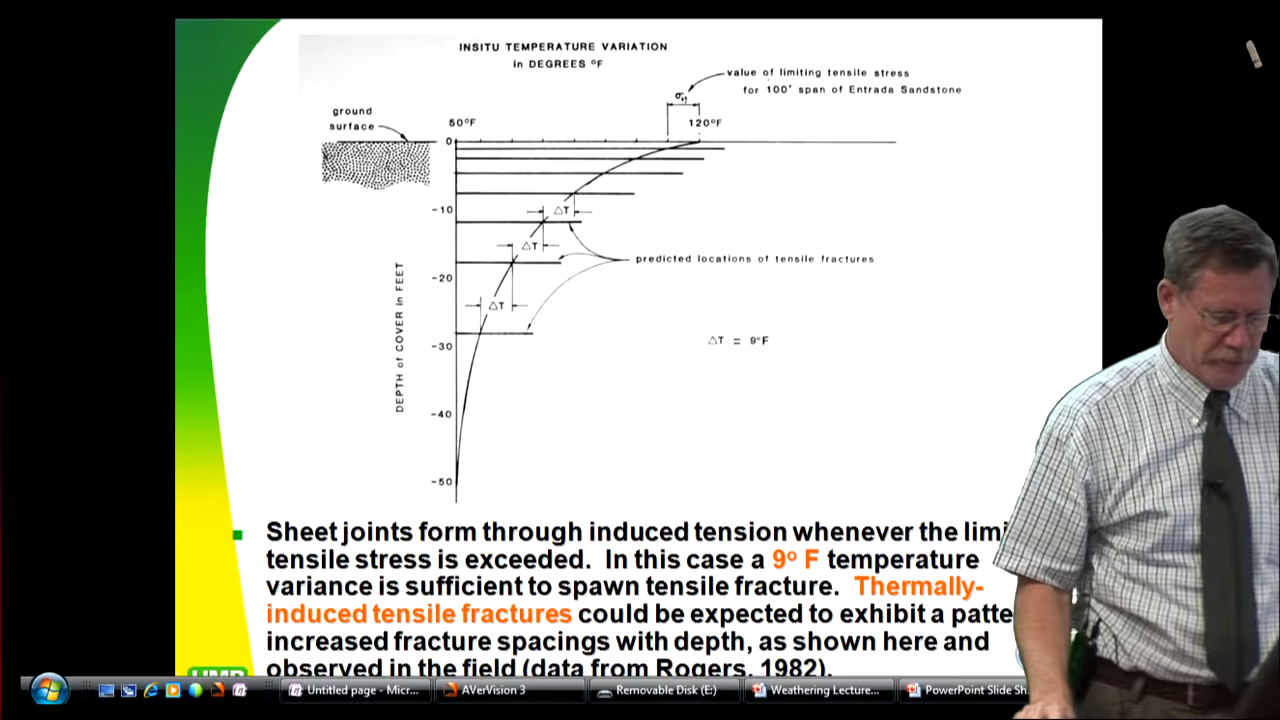 INSITU TEMPERATURE VARIATION
in DEGREES °F
value of limiting tensile stress
for 100' span of Entrada Sandstone
ground
surface
50°F
120°F
0
-10
△T
△T
predicted locations of tensile fractures
-20
△T
-30
△T = 9°F
DEPTH of COVER in FEET
-40
-50
Sheet joints form through induced tension whenever the limi
tensile stress is exceeded. In this case a 9° F temperature
variance is sufficient to spawn tensile fracture. Thermally-
induced tensile fractures could be expected to exhibit a patte
increased fracture spacings with depth, as shown here and
observed in the field (data from Rogers, 1982).
Untitled page - Micr...
AVerVision 3
Removable Disk (E:)
Weathering Lecture...
PowerPoint Slide Sh...